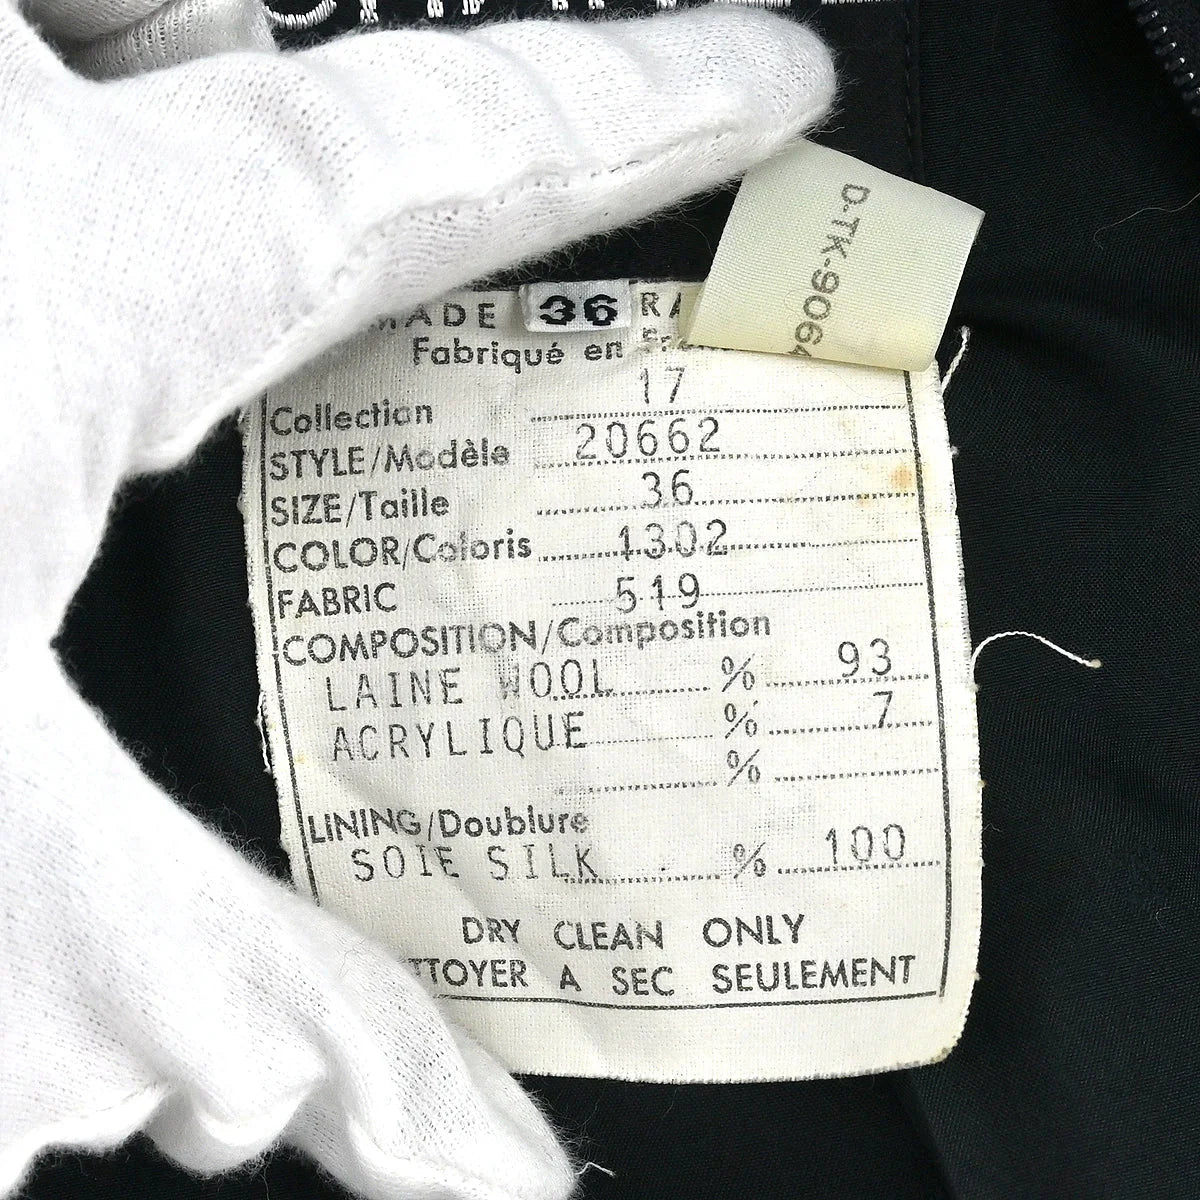 D-TK-9064
MADE 36 RA
Fabriqué en
Collection 17
STYLE/Modèle 20662
SIZE/Taille 36
COLOR/Coloris 1302
FABRIC 519
COMPOSITION/Composition
LAINE WOOL % 93
ACRYLIQUE % 7
%
LINING/Doublure
SOIE SILK % 100
DRY CLEAN ONLY
TTOYER A SEC SEULEMENT